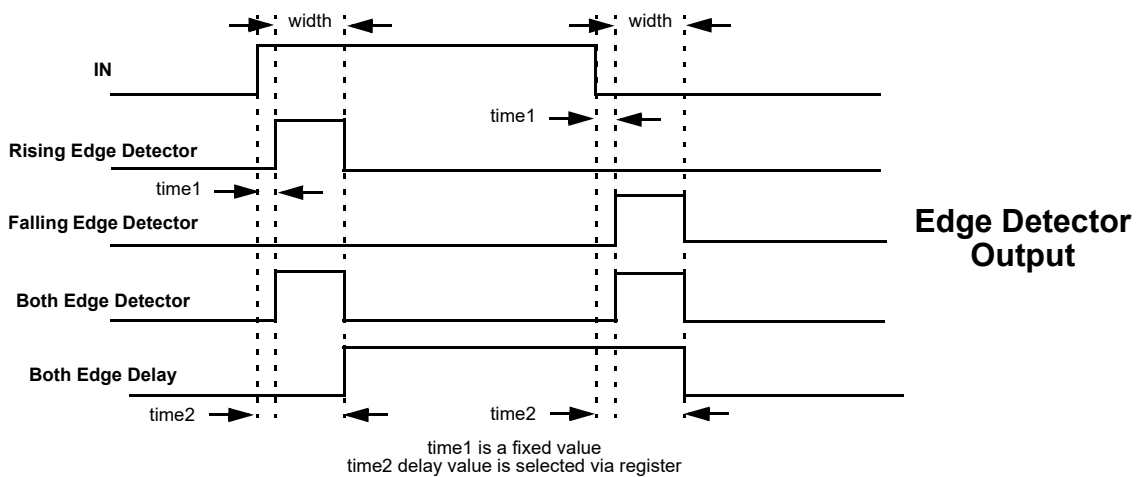 width
width
IN
time1
Rising Edge Detector
time1
Falling Edge Detector
Edge Detector
Output
Both Edge Detector
Both Edge Delay
time2
time2
time1 is a fixed value
time2 delay value is selected via register